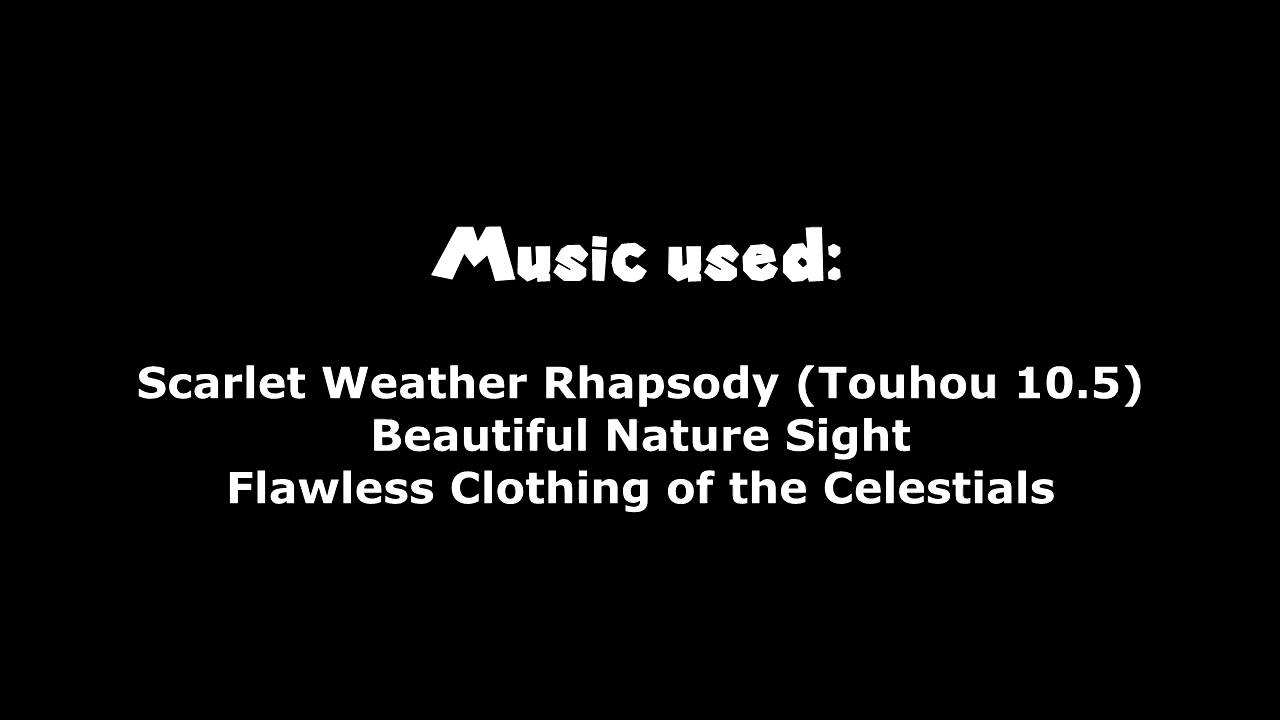 Music used:
Scarlet Weather Rhapsody (Touhou 10.5)
Beautiful Nature Sight
Flawless Clothing of the Celestials